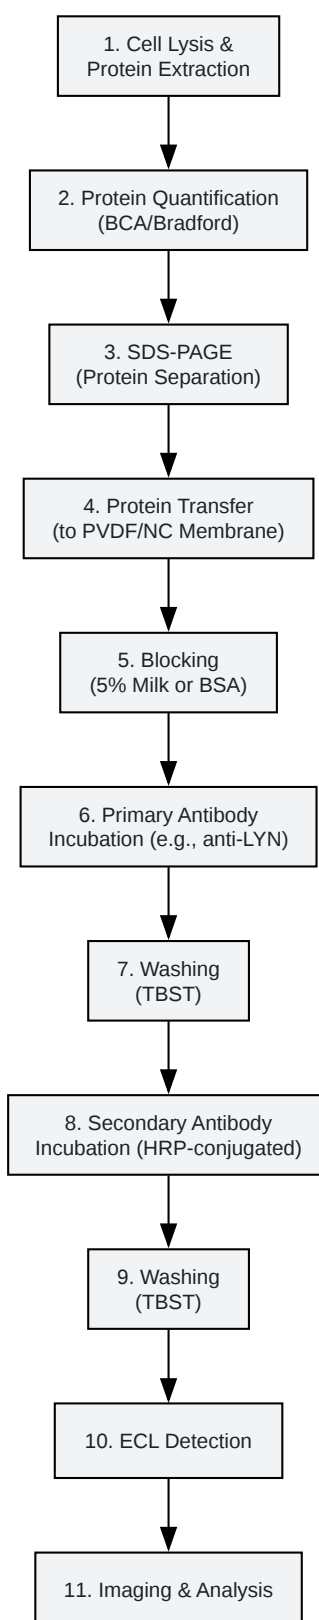 1. Cell Lysis &
Protein Extraction
2. Protein Quantification
(BCA/Bradford)
3. SDS-PAGE
(Protein Separation)
4. Protein Transfer
(to PVDF/NC Membrane)
5. Blocking
(5% Milk or BSA)
6. Primary Antibody
Incubation (e.g., anti-LYN)
7. Washing
(TBST)
8. Secondary Antibody
Incubation (HRP-conjugated)
9. Washing
(TBST)
10. ECL Detection
11. Imaging & Analysis